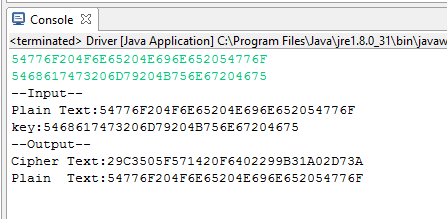 Console
<terminated> Driver [Java Application] C:\Program Files\Java\jre1.8.0_31\bin\javaw
54776F204F6E65204E696E652054776F
5468617473206D79204B756E67204675
--Input--
Plain Text:54776F204F6E65204E696E652054776F
key:5468617473206D79204B756E67204675
--Output--
Cipher Text:29C3505F571420F6402299B31A02D73A
Plain  Text:54776F204F6E65204E696E652054776F